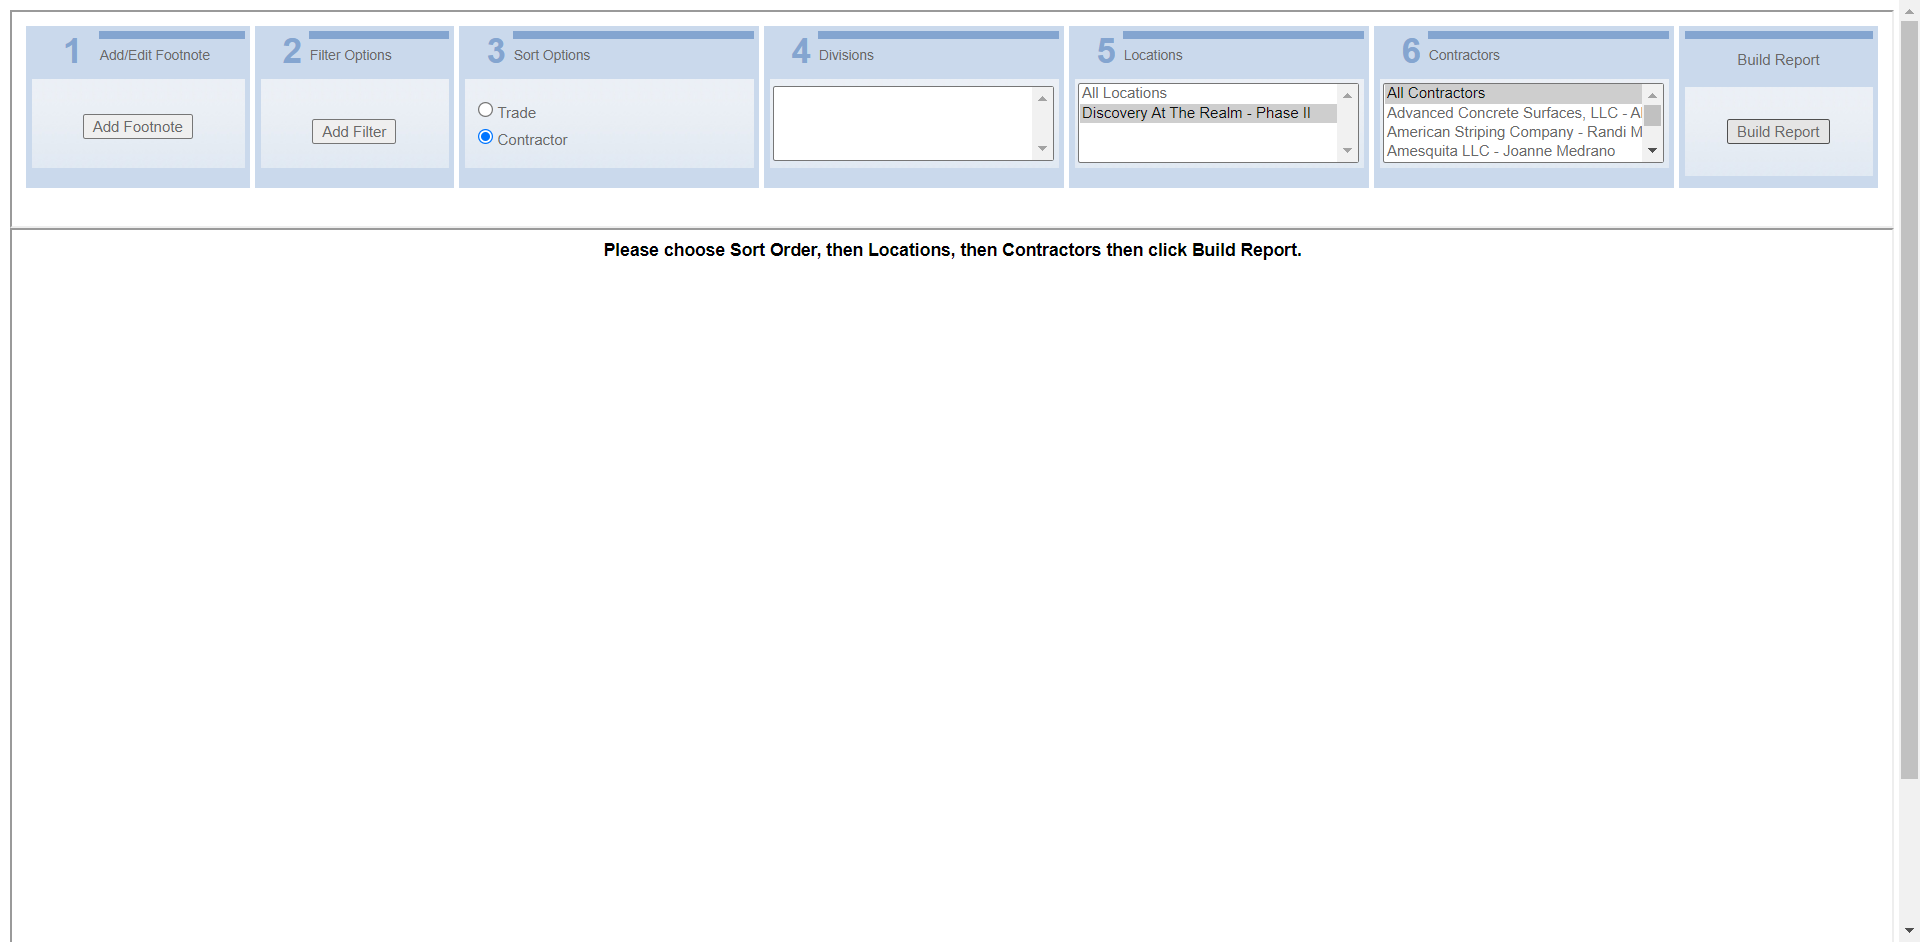 1 Add/Edit Footnote
Add Footnote
2 Filter Options
Add Filter
3 Sort Options
Trade
Contractor
4 Divisions
5 Locations
All Locations
Discovery At The Realm - Phase II
6 Contractors
All Contractors
Advanced Concrete Surfaces, LLC - A
American Striping Company - Randi M
Amesquita LLC - Joanne Medrano
Build Report
Build Report
Please choose Sort Order, then Locations, then Contractors then click Build Report.